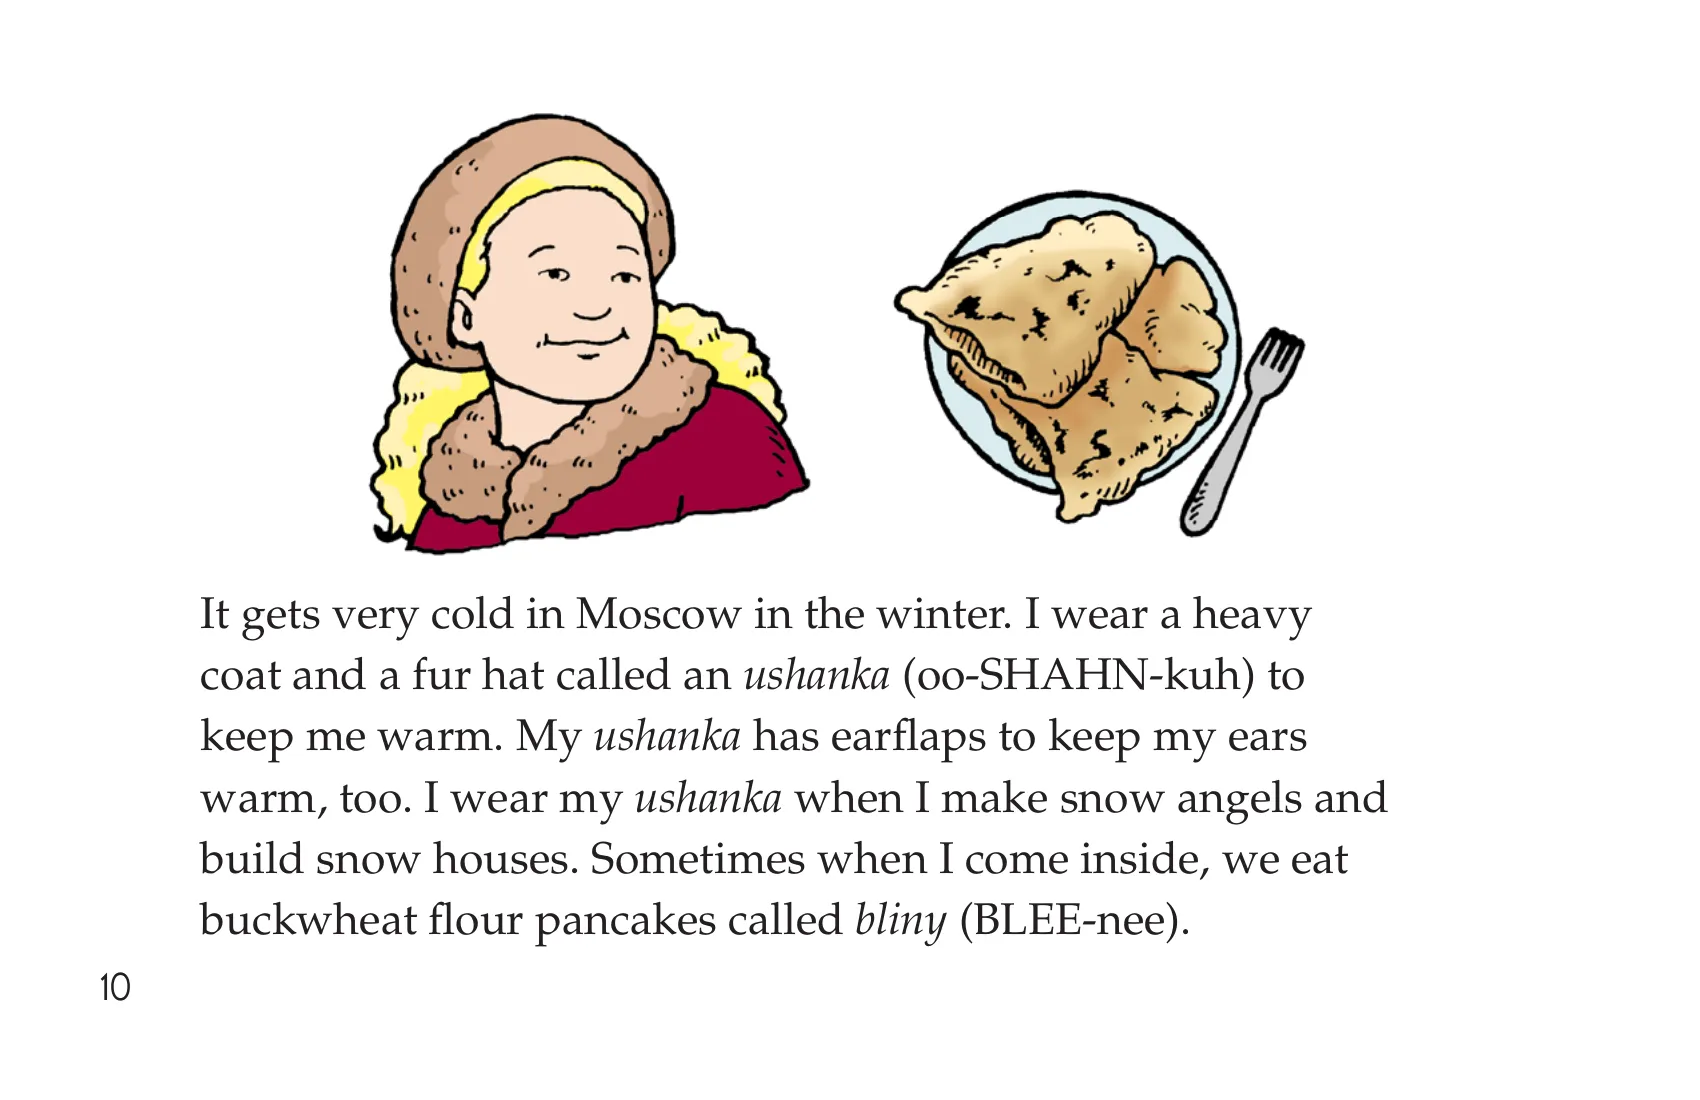 It gets very cold in Moscow in the winter. I wear a heavy
coat and a fur hat called an ushanka (oo-SHAHN-kuh) to
keep me warm. My ushanka has earflaps to keep my ears
warm, too. I wear my ushanka when I make snow angels and
build snow houses. Sometimes when I come inside, we eat
buckwheat flour pancakes called bliny (BLEE-nee).
10